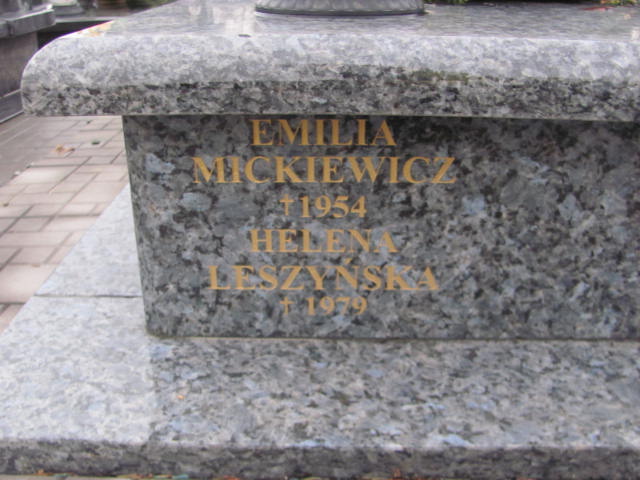 EMILIA
MICKIEWICZ
†1954
HELENA
LESZYŃSKA
† 1979